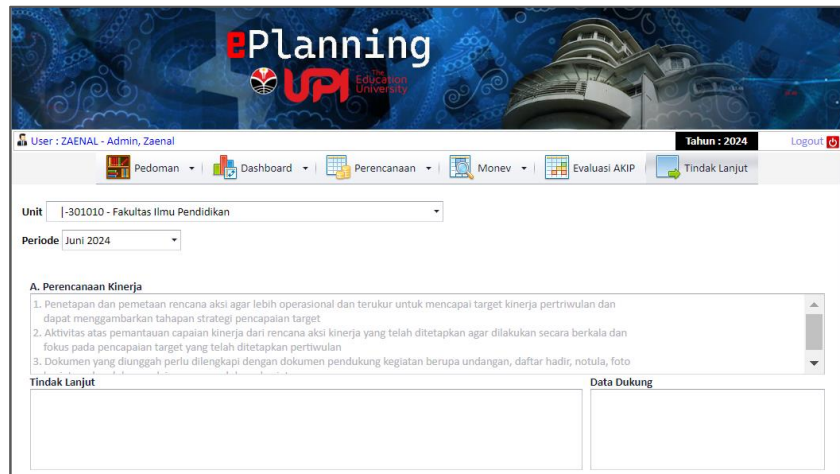 ePlanning
UPI The Education University
User : ZAENAL - Admin, Zaenal
Tahun : 2024
Logout
Pedoman
Dashboard
Perencanaan
Monev
Evaluasi AKIP
Tindak Lanjut
Unit |-301010 - Fakultas Ilmu Pendidikan
Periode Juni 2024
A. Perencanaan Kinerja
1. Penetapan dan pemetaan rencana aksi agar lebih operasional dan terukur untuk mencapai target kinerja pertriwulan dan
dapat menggambarkan tahapan strategi pencapaian target
2. Aktivitas atas pemantauan capaian kinerja dari rencana aksi kinerja yang telah ditetapkan agar dilakukan secara berkala dan
fokus pada pencapaian target yang telah ditetapkan pertiwulan
3. Dokumen yang diunggah perlu dilengkapi dengan dokumen pendukung kegiatan berupa undangan, daftar hadir, notula, foto
Tindak Lanjut
Data Dukung